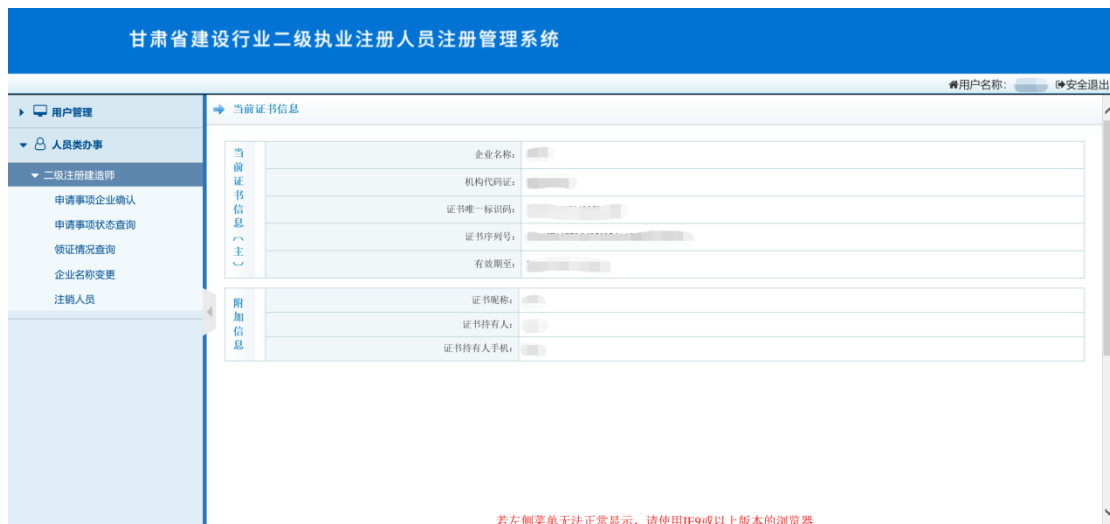 甘肃省建设行业二级执业注册人员注册管理系统
用户名称: 安全退出
用户管理
人员类办事
二级注册建造师
申请事项企业确认
申请事项状态查询
领证情况查询
企业名称变更
注销人员
当前证书信息
当前证书信息（主）
企业名称：
机构代码证：
证书唯一标识码：
证书序列号：
有效期至：
附加信息
证书昵称：
证书持有人：
证书持有人手机：
若左侧菜单无法正常显示，请使用IE9或以上版本的浏览器